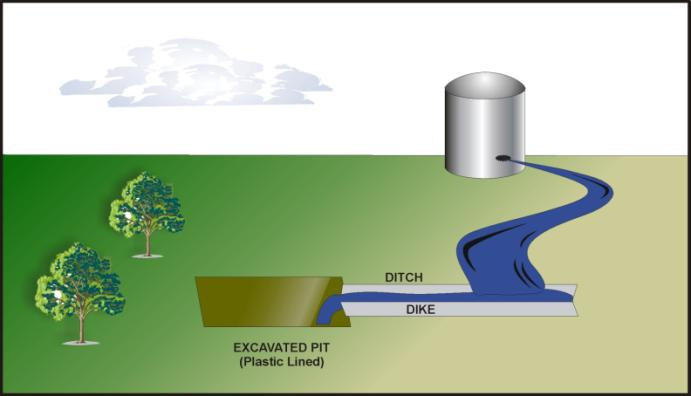 DITCH
DIKE
EXCAVATED PIT
(Plastic Lined)